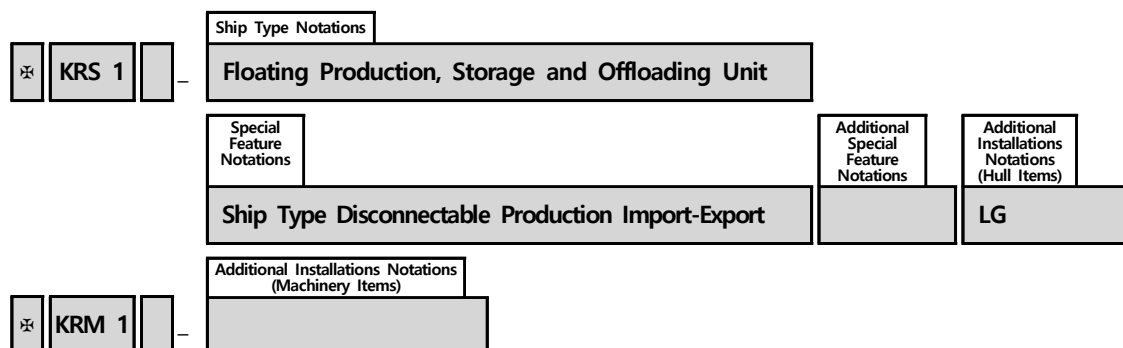 Ship Type Notations
✠ KRS 1 – Floating Production, Storage and Offloading Unit
Special
Feature
Notations
Additional
Special
Feature
Notations
Additional
Installations
Notations
(Hull Items)
Ship Type Disconnectable Production Import-Export LG
Additional Installations Notations
(Machinery Items)
✠ KRM 1 –